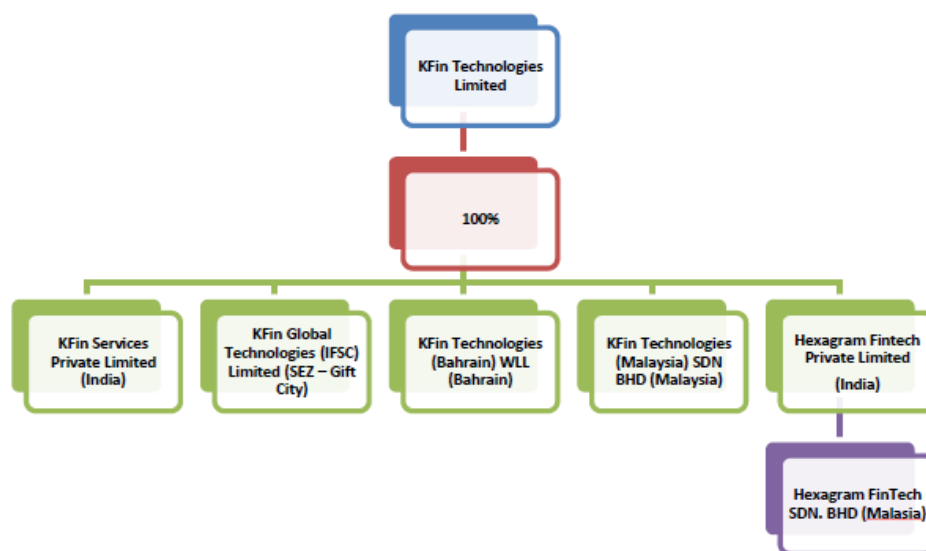 KFin Technologies
Limited
100%
KFin Services
Private Limited
(India)
KFin Global
Technologies (IFSC)
Limited (SEZ – Gift
City)
KFin Technologies
(Bahrain) WLL
(Bahrain)
KFin Technologies
(Malaysia) SDN
BHD (Malaysia)
Hexagram Fintech
Private Limited
(India)
Hexagram FinTech
SDN. BHD (Malasia)